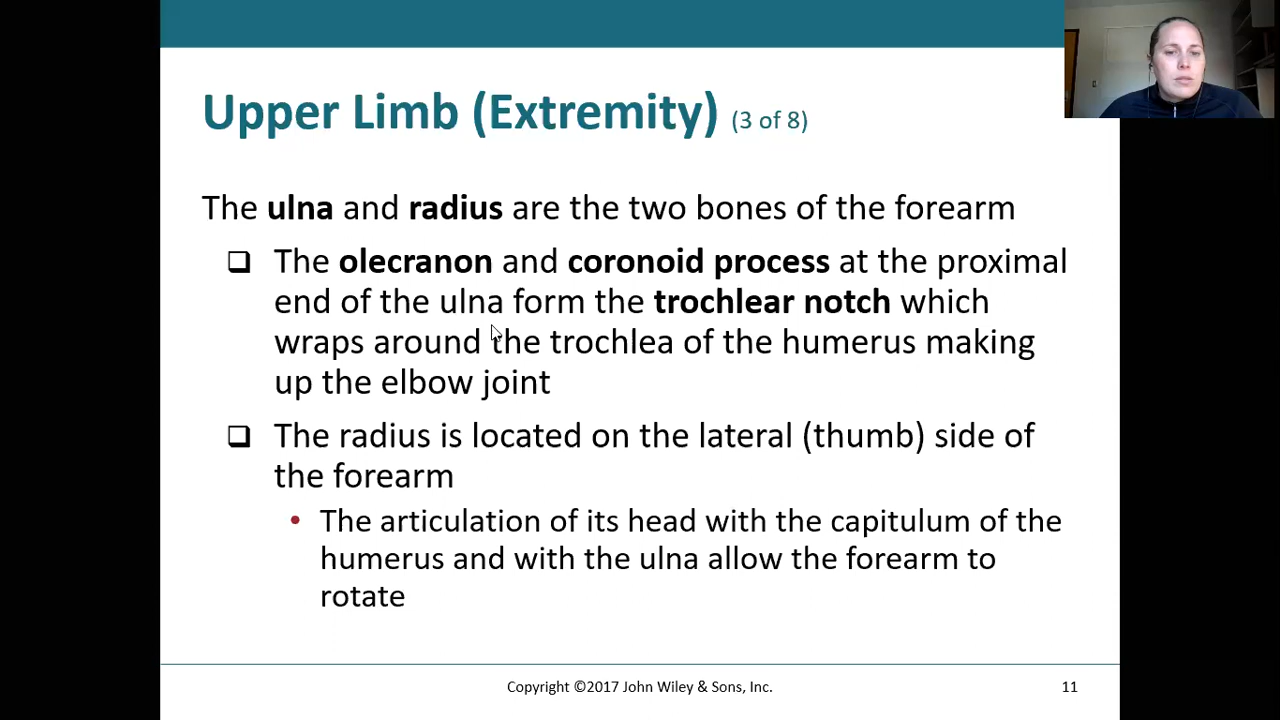 Upper Limb (Extremity) (3 of 8)
The ulna and radius are the two bones of the forearm
❑ The olecranon and coronoid process at the proximal
end of the ulna form the trochlear notch which
wraps around the trochlea of the humerus making
up the elbow joint
❑ The radius is located on the lateral (thumb) side of
the forearm
• The articulation of its head with the capitulum of the
humerus and with the ulna allow the forearm to
rotate
Copyright ©2017 John Wiley & Sons, Inc. 11